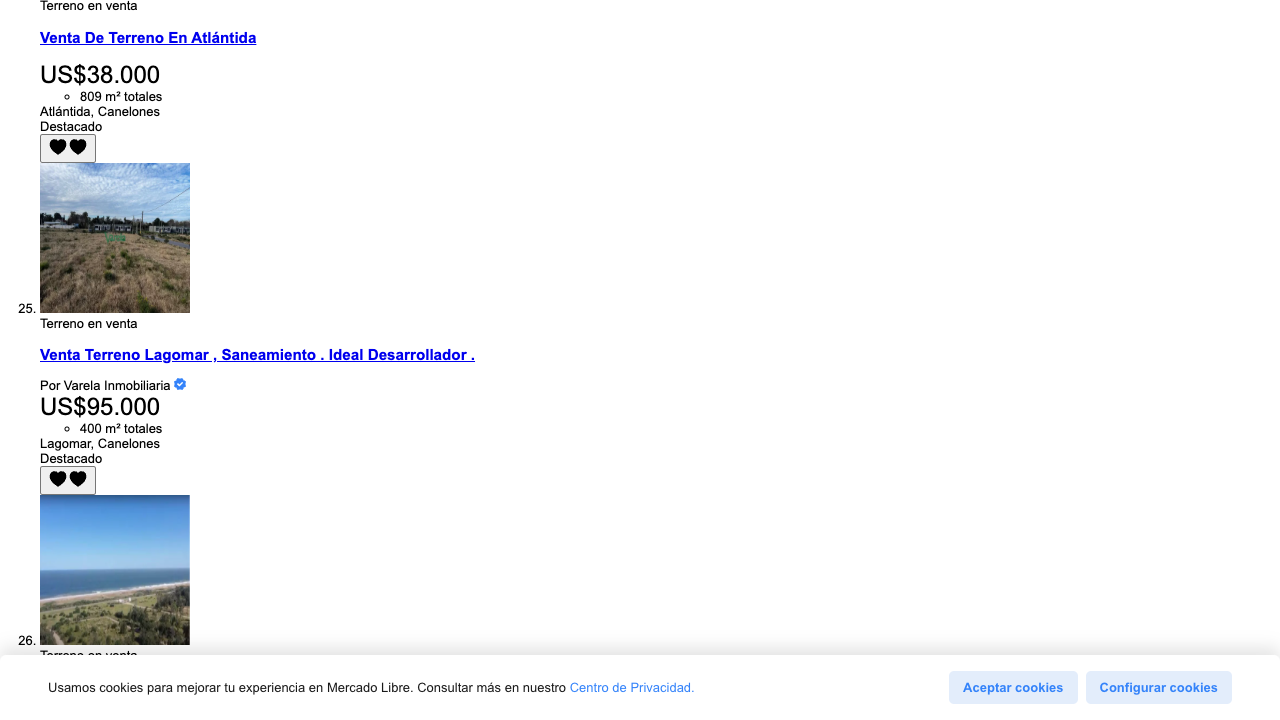 Terreno en venta
Venta De Terreno En Atlántida
US$38.000
809 m² totales
Atlántida, Canelones
Destacado
25.
Terreno en venta
Venta Terreno Lagomar , Saneamiento . Ideal Desarrollador .
Por Varela Inmobiliaria
US$95.000
400 m² totales
Lagomar, Canelones
Destacado
26.
Terreno en venta
Usamos cookies para mejorar tu experiencia en Mercado Libre. Consultar más en nuestro Centro de Privacidad.
Aceptar cookies
Configurar cookies